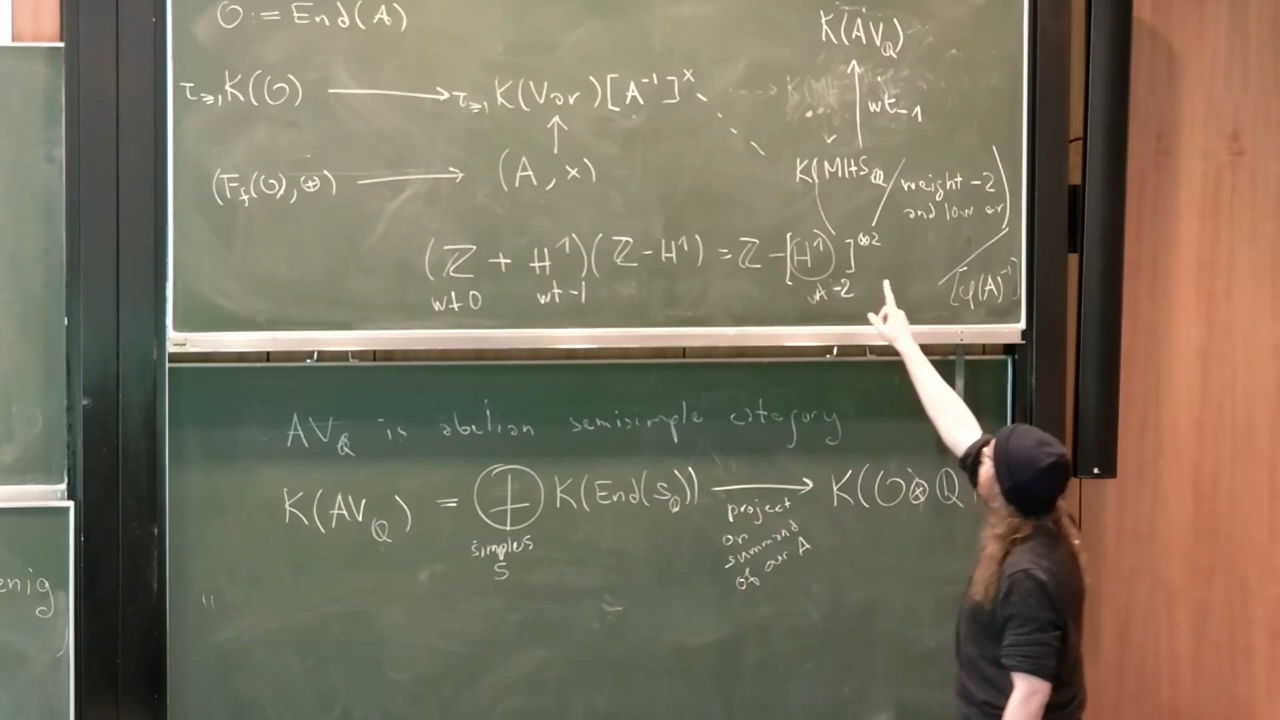 O := End(A)
K(AV_Q)
τ≥1 K(O) ⟶ τ≥1 K(Var)[A⁻¹]ˣ
wt-1
(F_f(O), ⊕) ⟶ (A, ×)
K(MHS_Q / weight -2 and lower)
(ℤ + H¹)(ℤ - H¹) = ℤ - [H¹]^⊗2
wt 0 wt-1 wt-2
[φ(A)⁻¹]
AV_Q is abelian semisimple category
K(AV_Q) = ⊕ K(End(S_Q)) ⟶ K(O⊗Q
simples
S
project
on
summand
of our A
enig